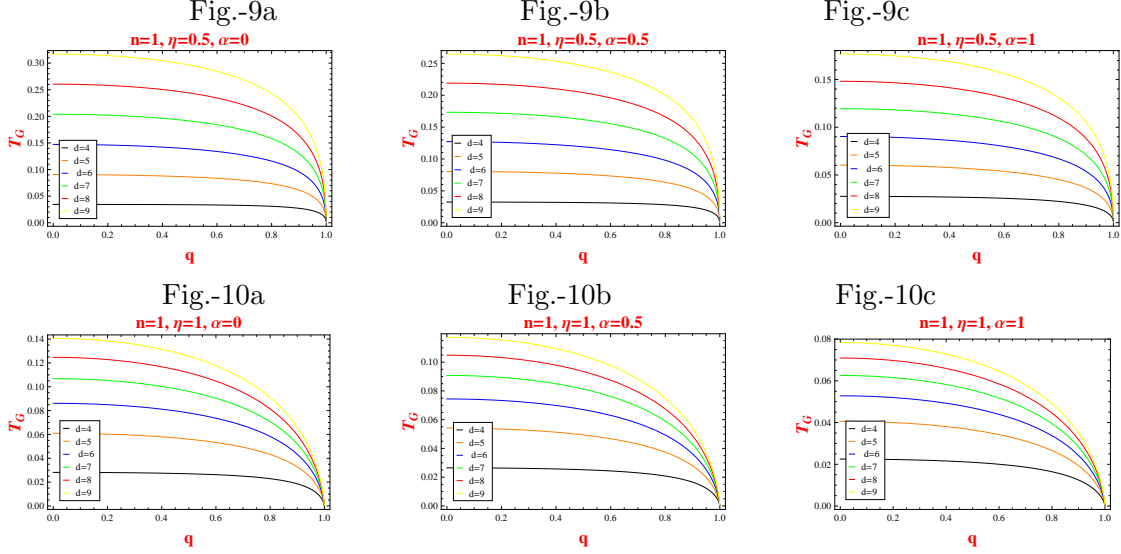 Fig.-9a
n=1, η=0.5, α=0
T_G
0.30
0.25
0.20
0.15
0.10
0.05
0.00
d=4
d=5
d=6
d=7
d=8
d=9
0.0 0.2 0.4 0.6 0.8 1.0
q
Fig.-9b
n=1, η=0.5, α=0.5
T_G
0.25
0.20
0.15
0.10
0.05
0.00
d=4
d=5
d=6
d=7
d=8
d=9
0.0 0.2 0.4 0.6 0.8 1.0
q
Fig.-9c
n=1, η=0.5, α=1
T_G
0.15
0.10
0.05
0.00
d=4
d=5
d=6
d=7
d=8
d=9
0.0 0.2 0.4 0.6 0.8 1.0
q
Fig.-10a
n=1, η=1, α=0
T_G
0.14
0.12
0.10
0.08
0.06
0.04
0.02
0.00
d=4
d=5
d=6
d=7
d=8
d=9
0.0 0.2 0.4 0.6 0.8 1.0
q
Fig.-10b
n=1, η=1, α=0.5
T_G
0.10
0.08
0.06
0.04
0.02
0.00
d=4
d=5
d=6
d=7
d=8
d=9
0.0 0.2 0.4 0.6 0.8 1.0
q
Fig.-10c
n=1, η=1, α=1
T_G
0.08
0.06
0.04
0.02
0.00
d=4
d=5
d=6
d=7
d=8
d=9
0.0 0.2 0.4 0.6 0.8 1.0
q